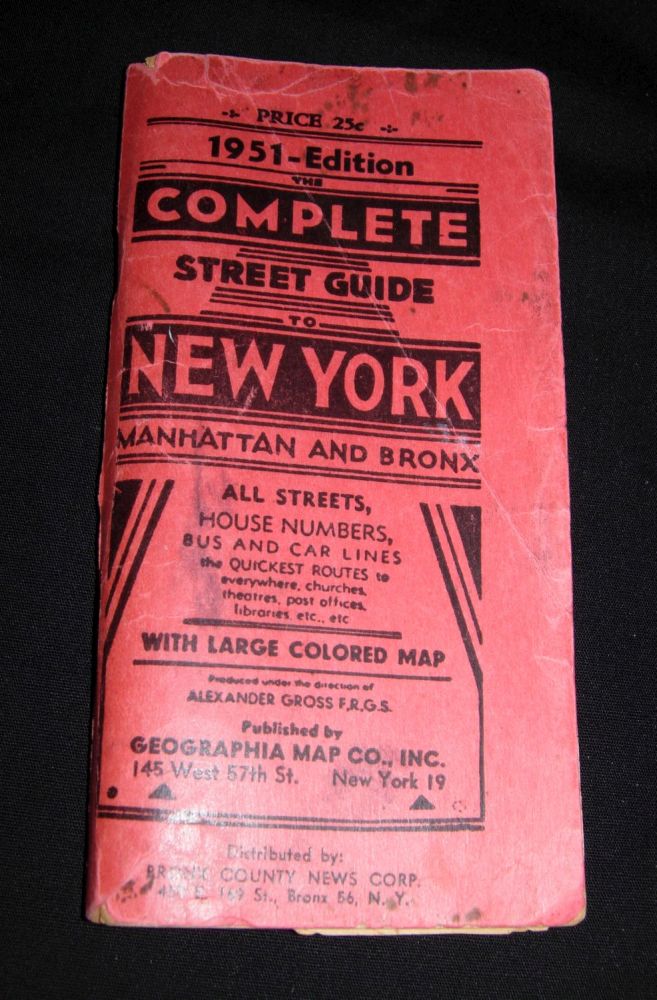 PRICE 25c
1951-Edition
THE
COMPLETE
STREET GUIDE
TO
NEW YORK
MANHATTAN AND BRONX
ALL STREETS,
HOUSE NUMBERS,
BUS AND CAR LINES
the QUICKEST ROUTES to
everywhere, churches,
theatres, post offices,
libraries, etc., etc
WITH LARGE COLORED MAP
Produced under the direction of
ALEXANDER GROSS F.R.G.S.
Published by
GEOGRAPHIA MAP CO., INC.
145 West 57th St. New York 19
Distributed by:
BRONX COUNTY NEWS CORP.
E. 169 St., Bronx 56, N. Y.